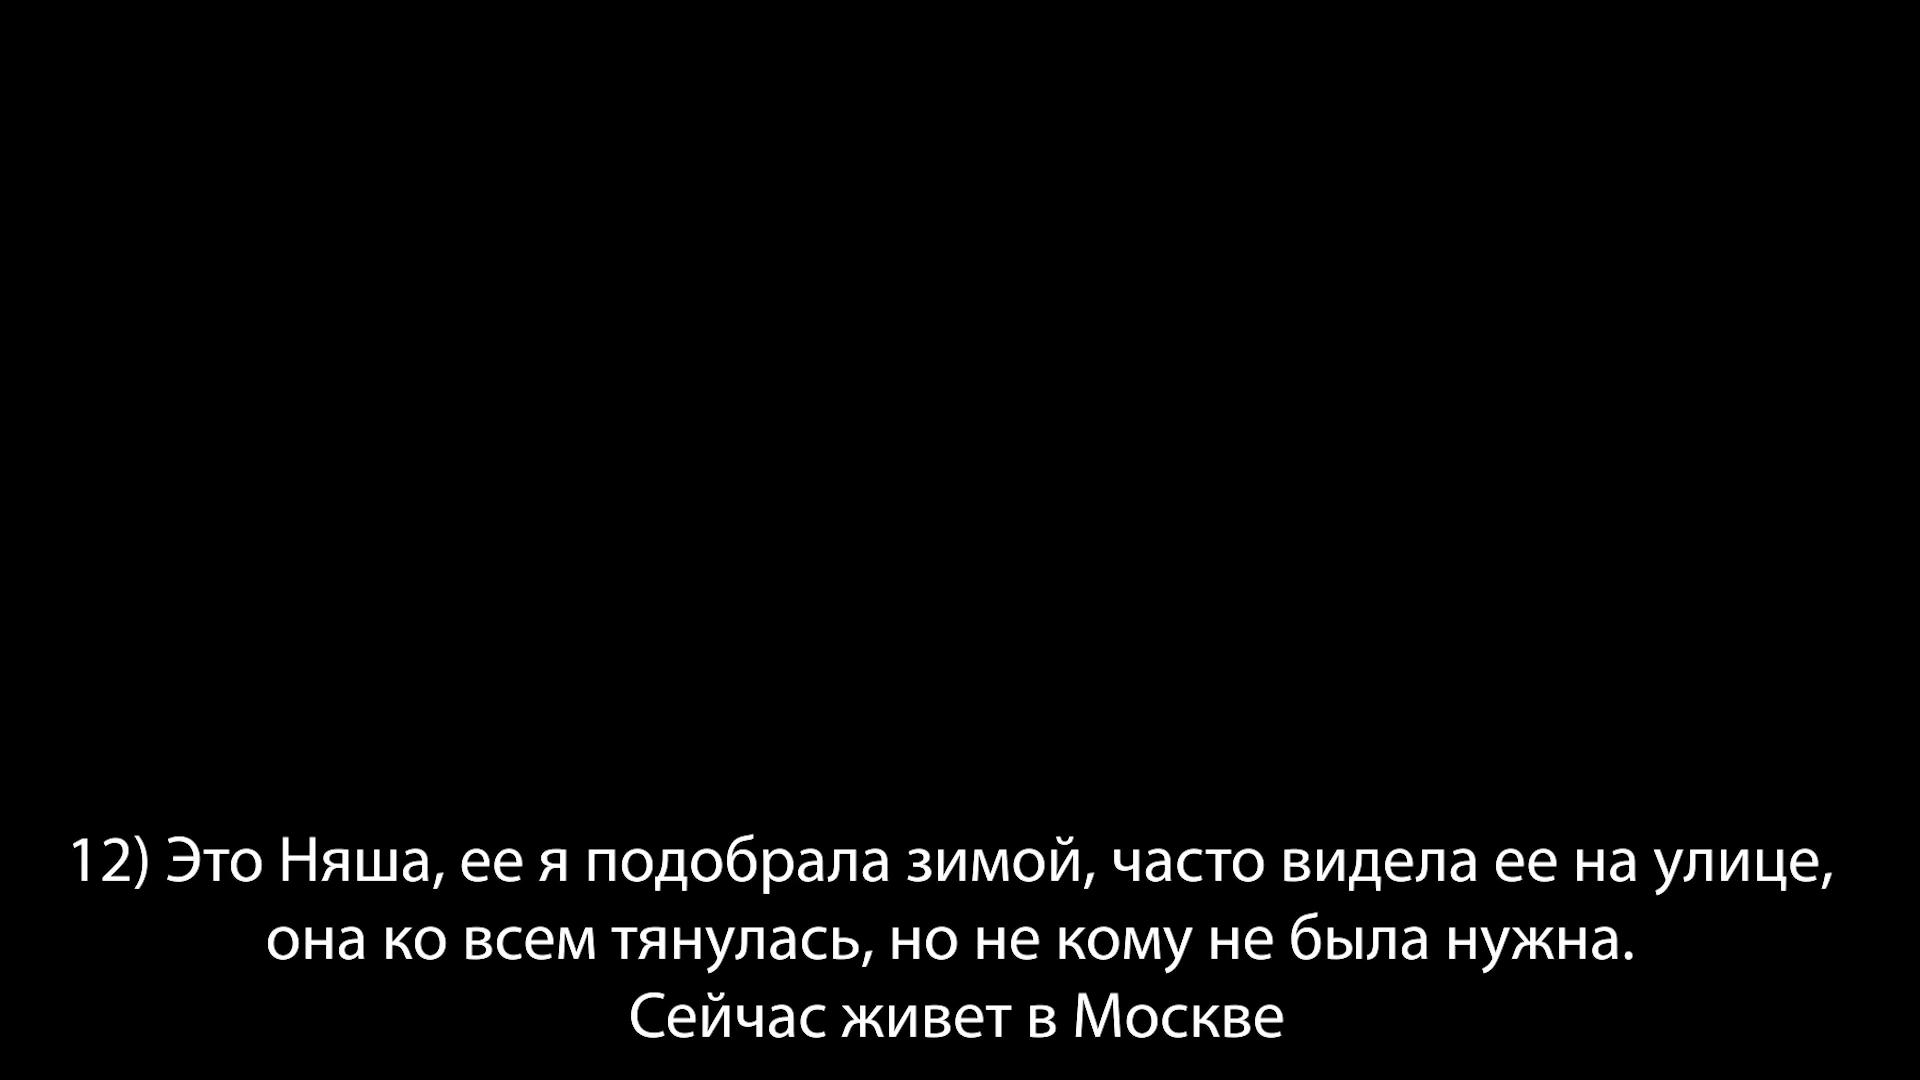 12) Это Няша, ее я подобрала зимой, часто видела ее на улице,
она ко всем тянулась, но не кому не была нужна.
Сейчас живет в Москве